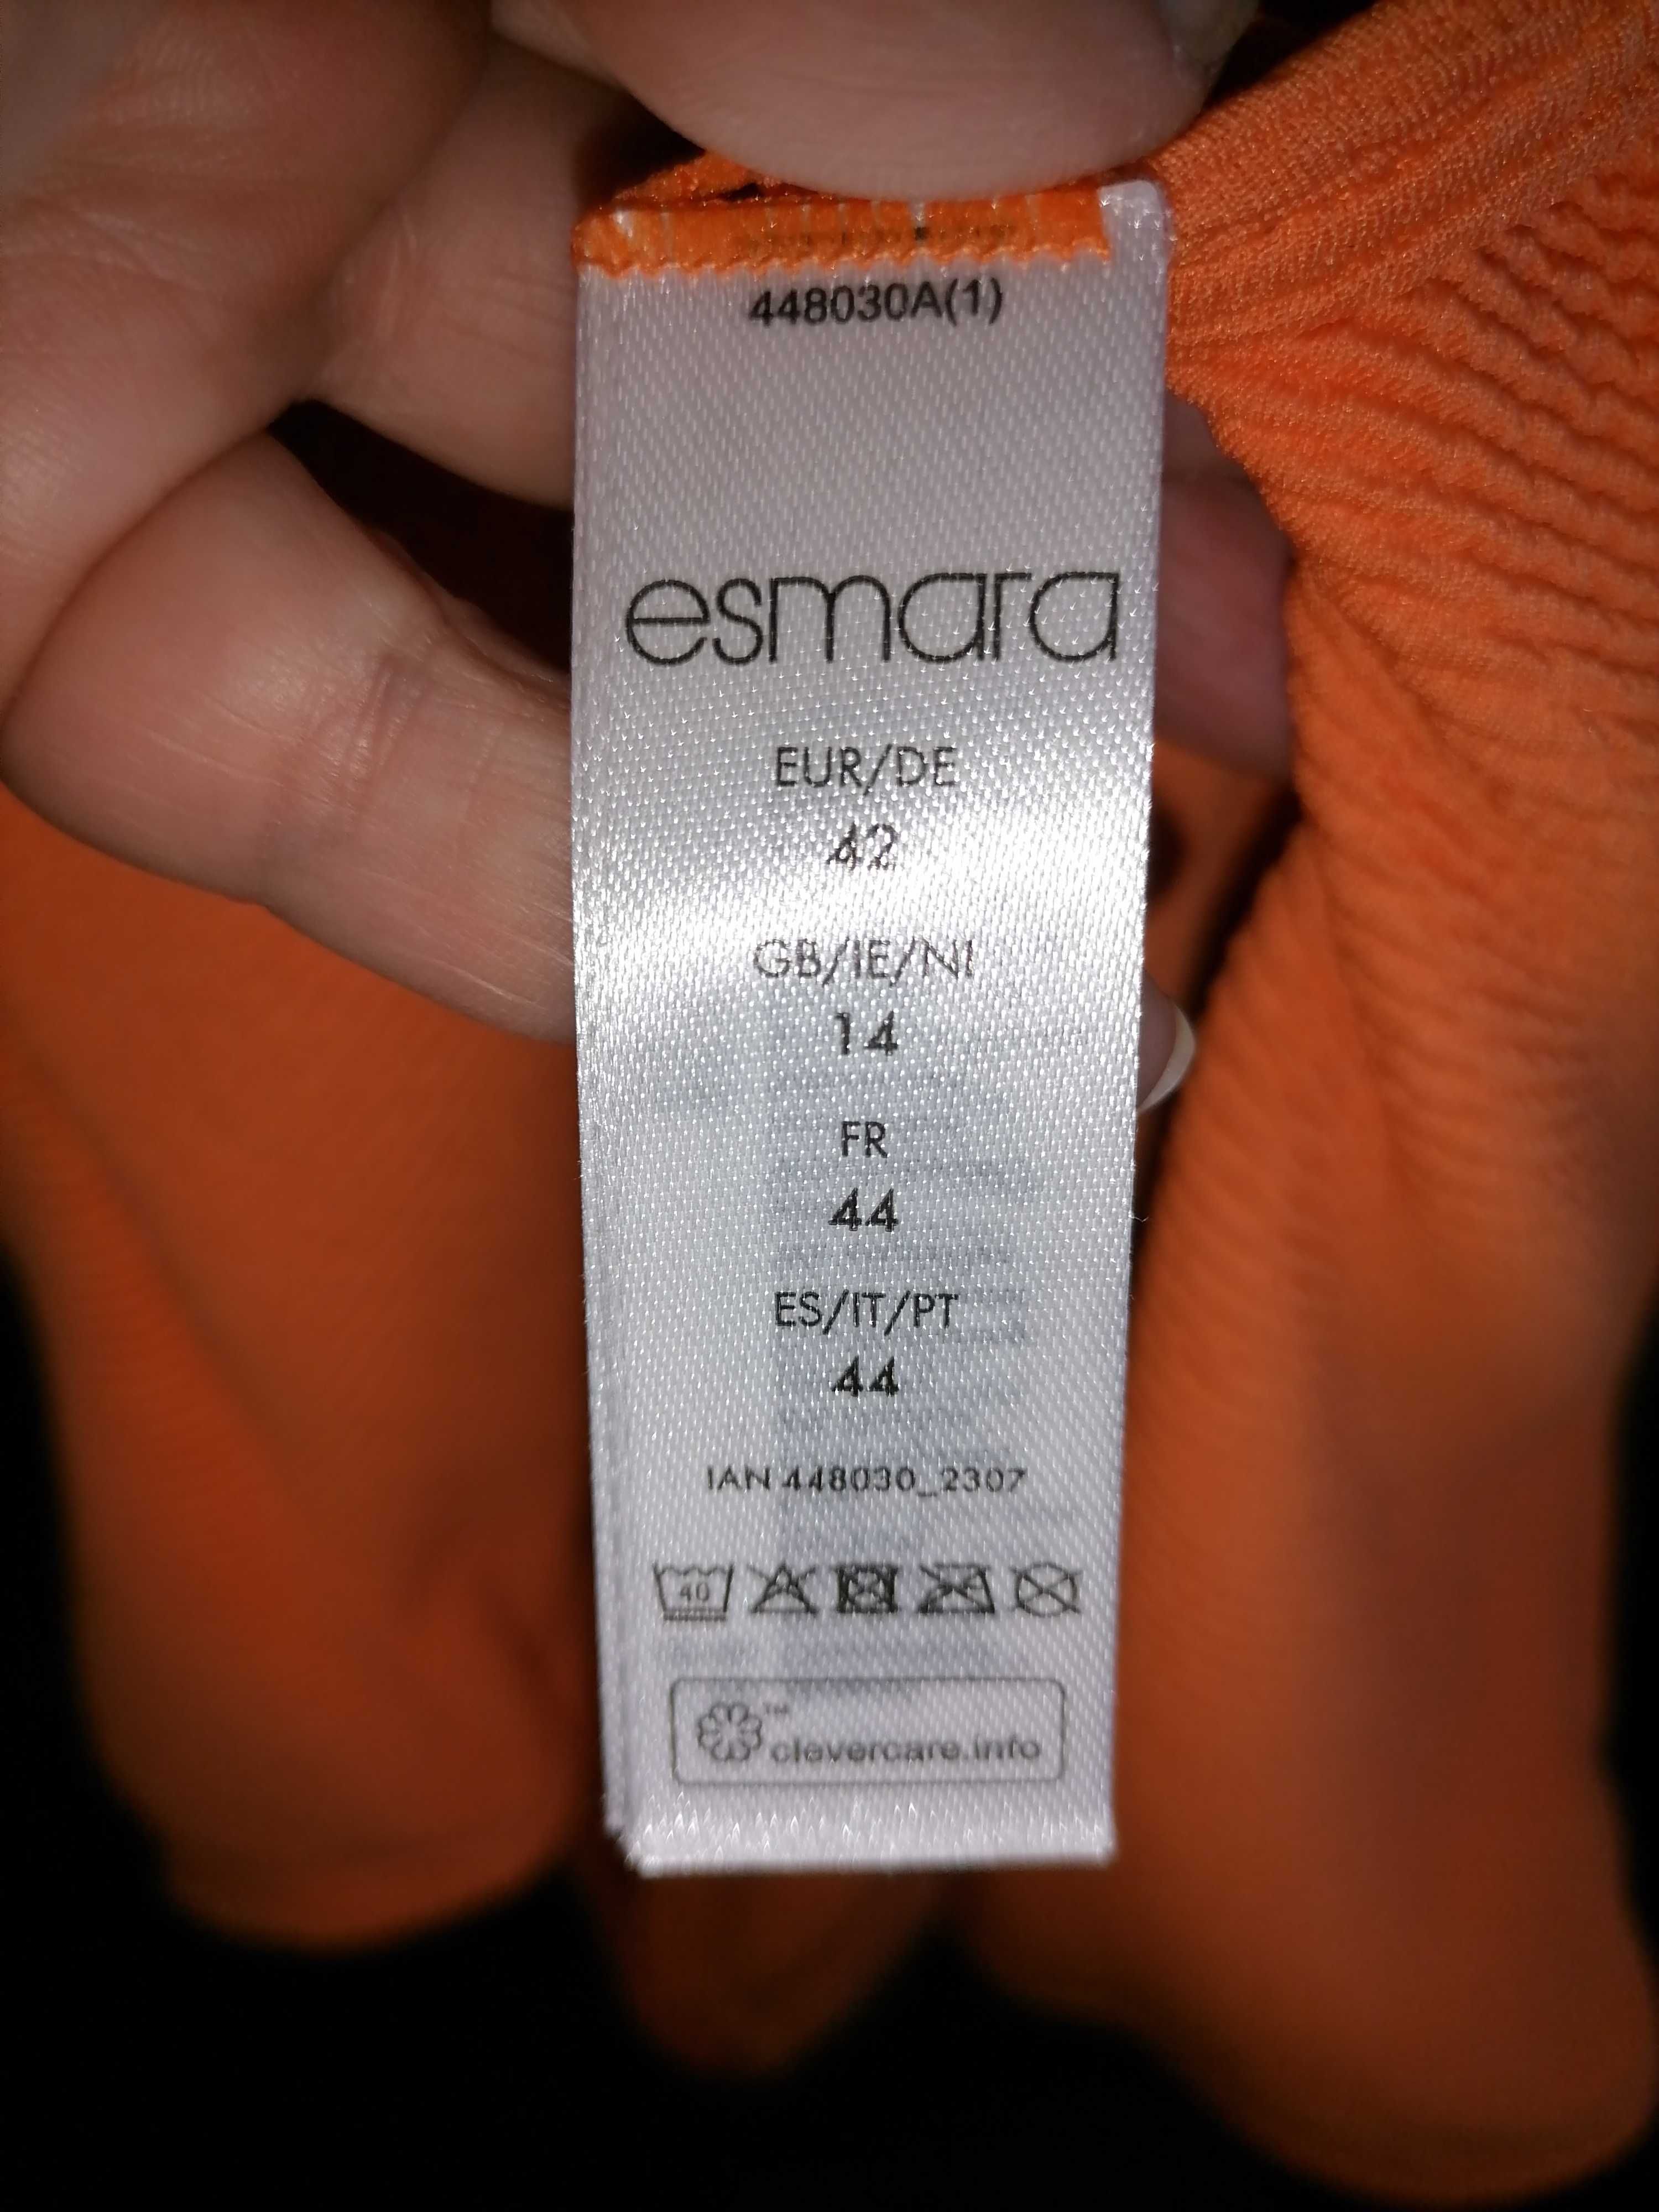 448030A(1)
esmara
EUR/DE
42
GB/IE/NI
14
FR
44
ES/IT/PT
44
IAN 448030_2307
40
™
clevercare.info